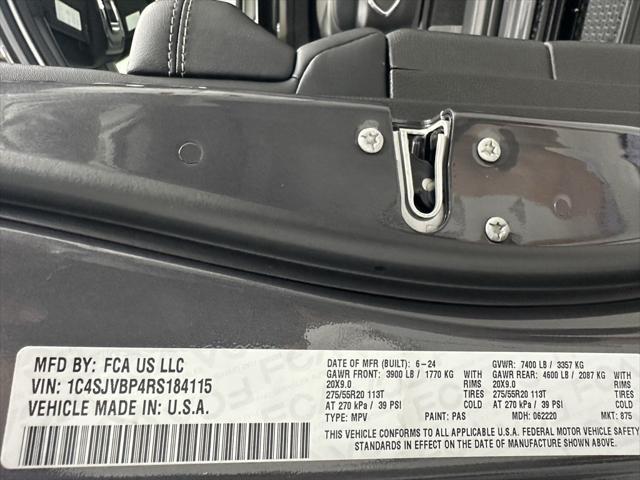 MFD BY: FCA US LLC
VIN: 1C4SJVBP4RS184115
VEHICLE MADE IN: U.S.A.
DATE OF MFR (BUILT): 6-24 GVWR: 7400 LB / 3357 KG
GAWR FRONT: 3900 LB / 1770 KG WITH GAWR REAR: 4600 LB / 2087 KG WITH
20X9.0 RIMS 20X9.0 RIMS
275/55R20 113T TIRES 275/55R20 113T TIRES
AT 270 kPa / 39 PSI COLD AT 270 kPa / 39 PSI COLD
TYPE: MPV PAINT: PAS MDH: 062220 MKT: 875
THIS VEHICLE CONFORMS TO ALL APPLICABLE U.S.A. FEDERAL MOTOR VEHICLE SAFETY
STANDARDS IN EFFECT ON THE DATE OF MANUFACTURE SHOWN ABOVE.